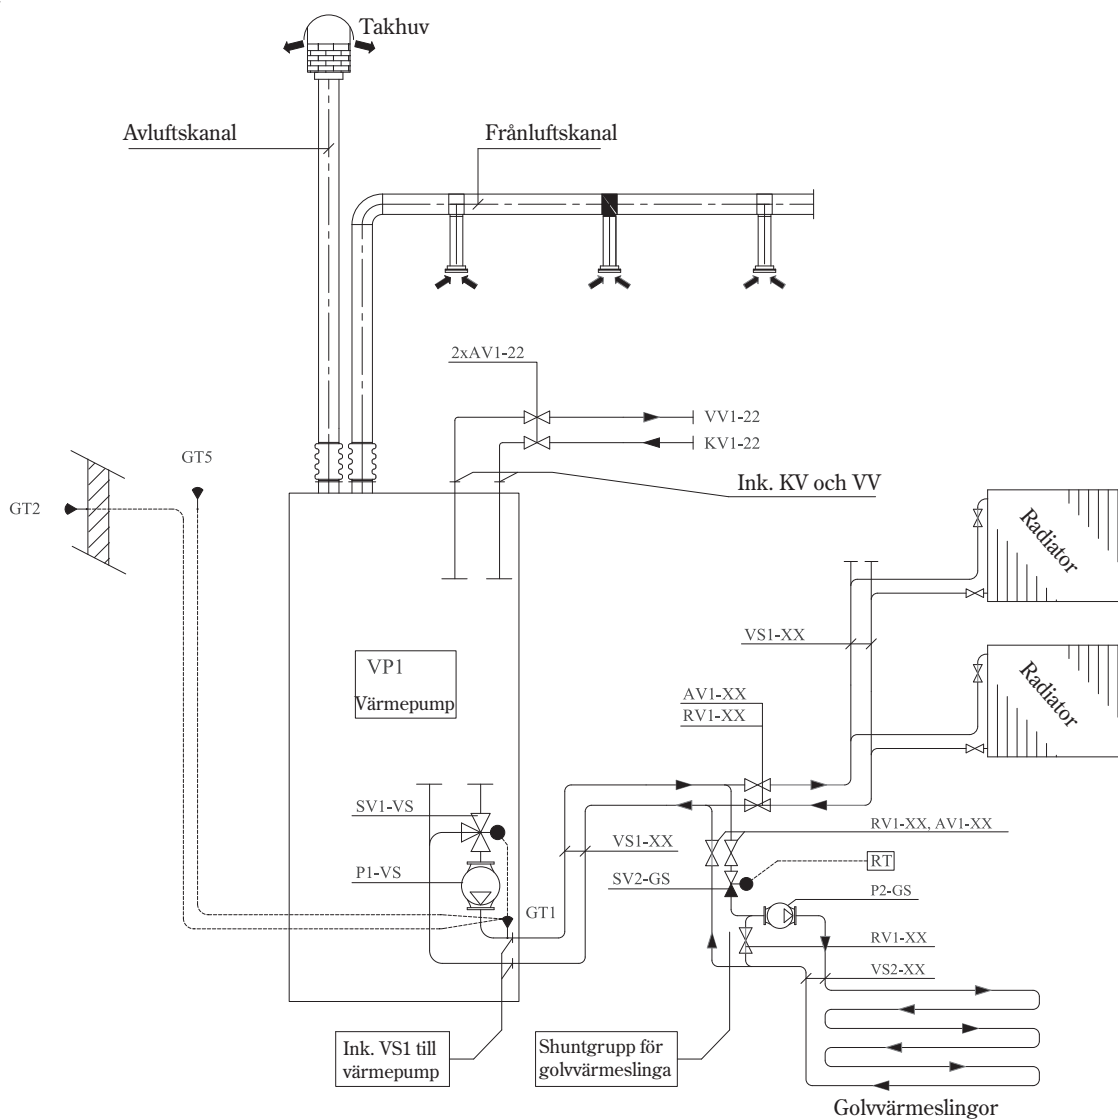 Takhuv
Avluftskanal
Frånluftskanal
2xAV1-22
VV1-22
KV1-22
GT5
GT2
Ink. KV och VV
Radiator
VS1-XX
VP1
Värmepump
Radiator
AV1-XX
RV1-XX
SV1-VS
RV1-XX, AV1-XX
VS1-XX
RT
P1-VS
SV2-GS
P2-GS
GT1
RV1-XX
VS2-XX
Ink. VS1 till
värmepump
Shuntgrupp för
golvvärmeslinga
Golvvärmeslingor